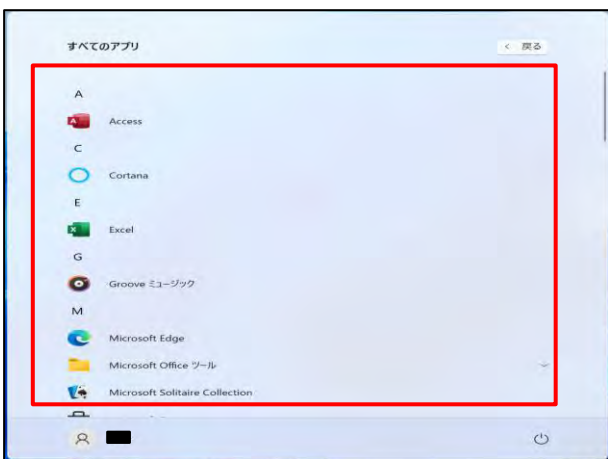 すべてのアプリ
< 戻る
A
Access
C
Cortana
E
Excel
G
Groove ミュージック
M
Microsoft Edge
Microsoft Office ツール
Microsoft Solitaire Collection